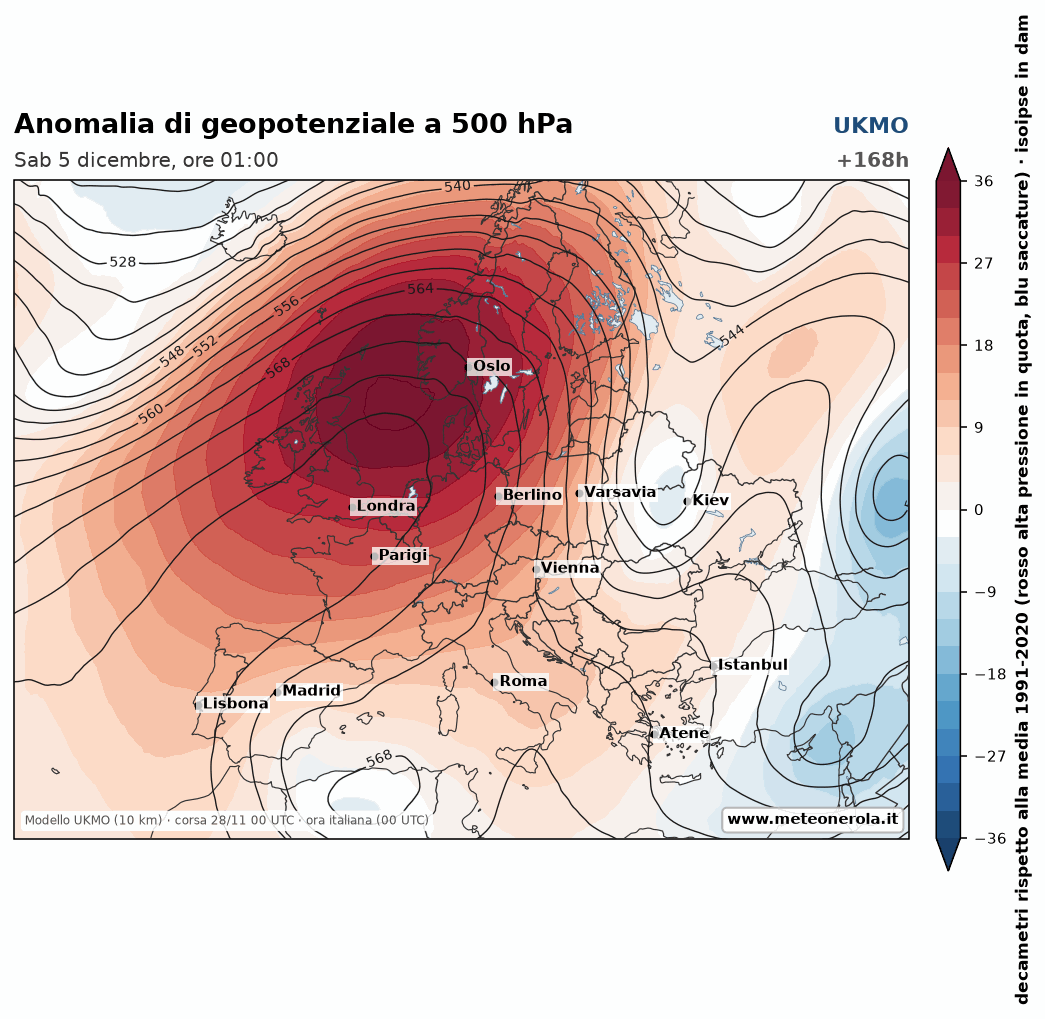 Anomalia di geopotenziale a 500 hPa
UKMO
Sab 5 dicembre, ore 01:00
+168h
540
528
564
556
544
548
552
568
560
Oslo
Berlino
Varsavia
Kiev
Londra
Parigi
Vienna
Istanbul
Roma
Madrid
Lisbona
Atene
568
Modello UKMO (10 km) · corsa 28/11 00 UTC · ora italiana (00 UTC)
www.meteonerola.it
36
27
18
9
0
−9
−18
−27
−36
decametri rispetto alla media 1991-2020 (rosso alta pressione in quota, blu saccature) · isoipse in dam